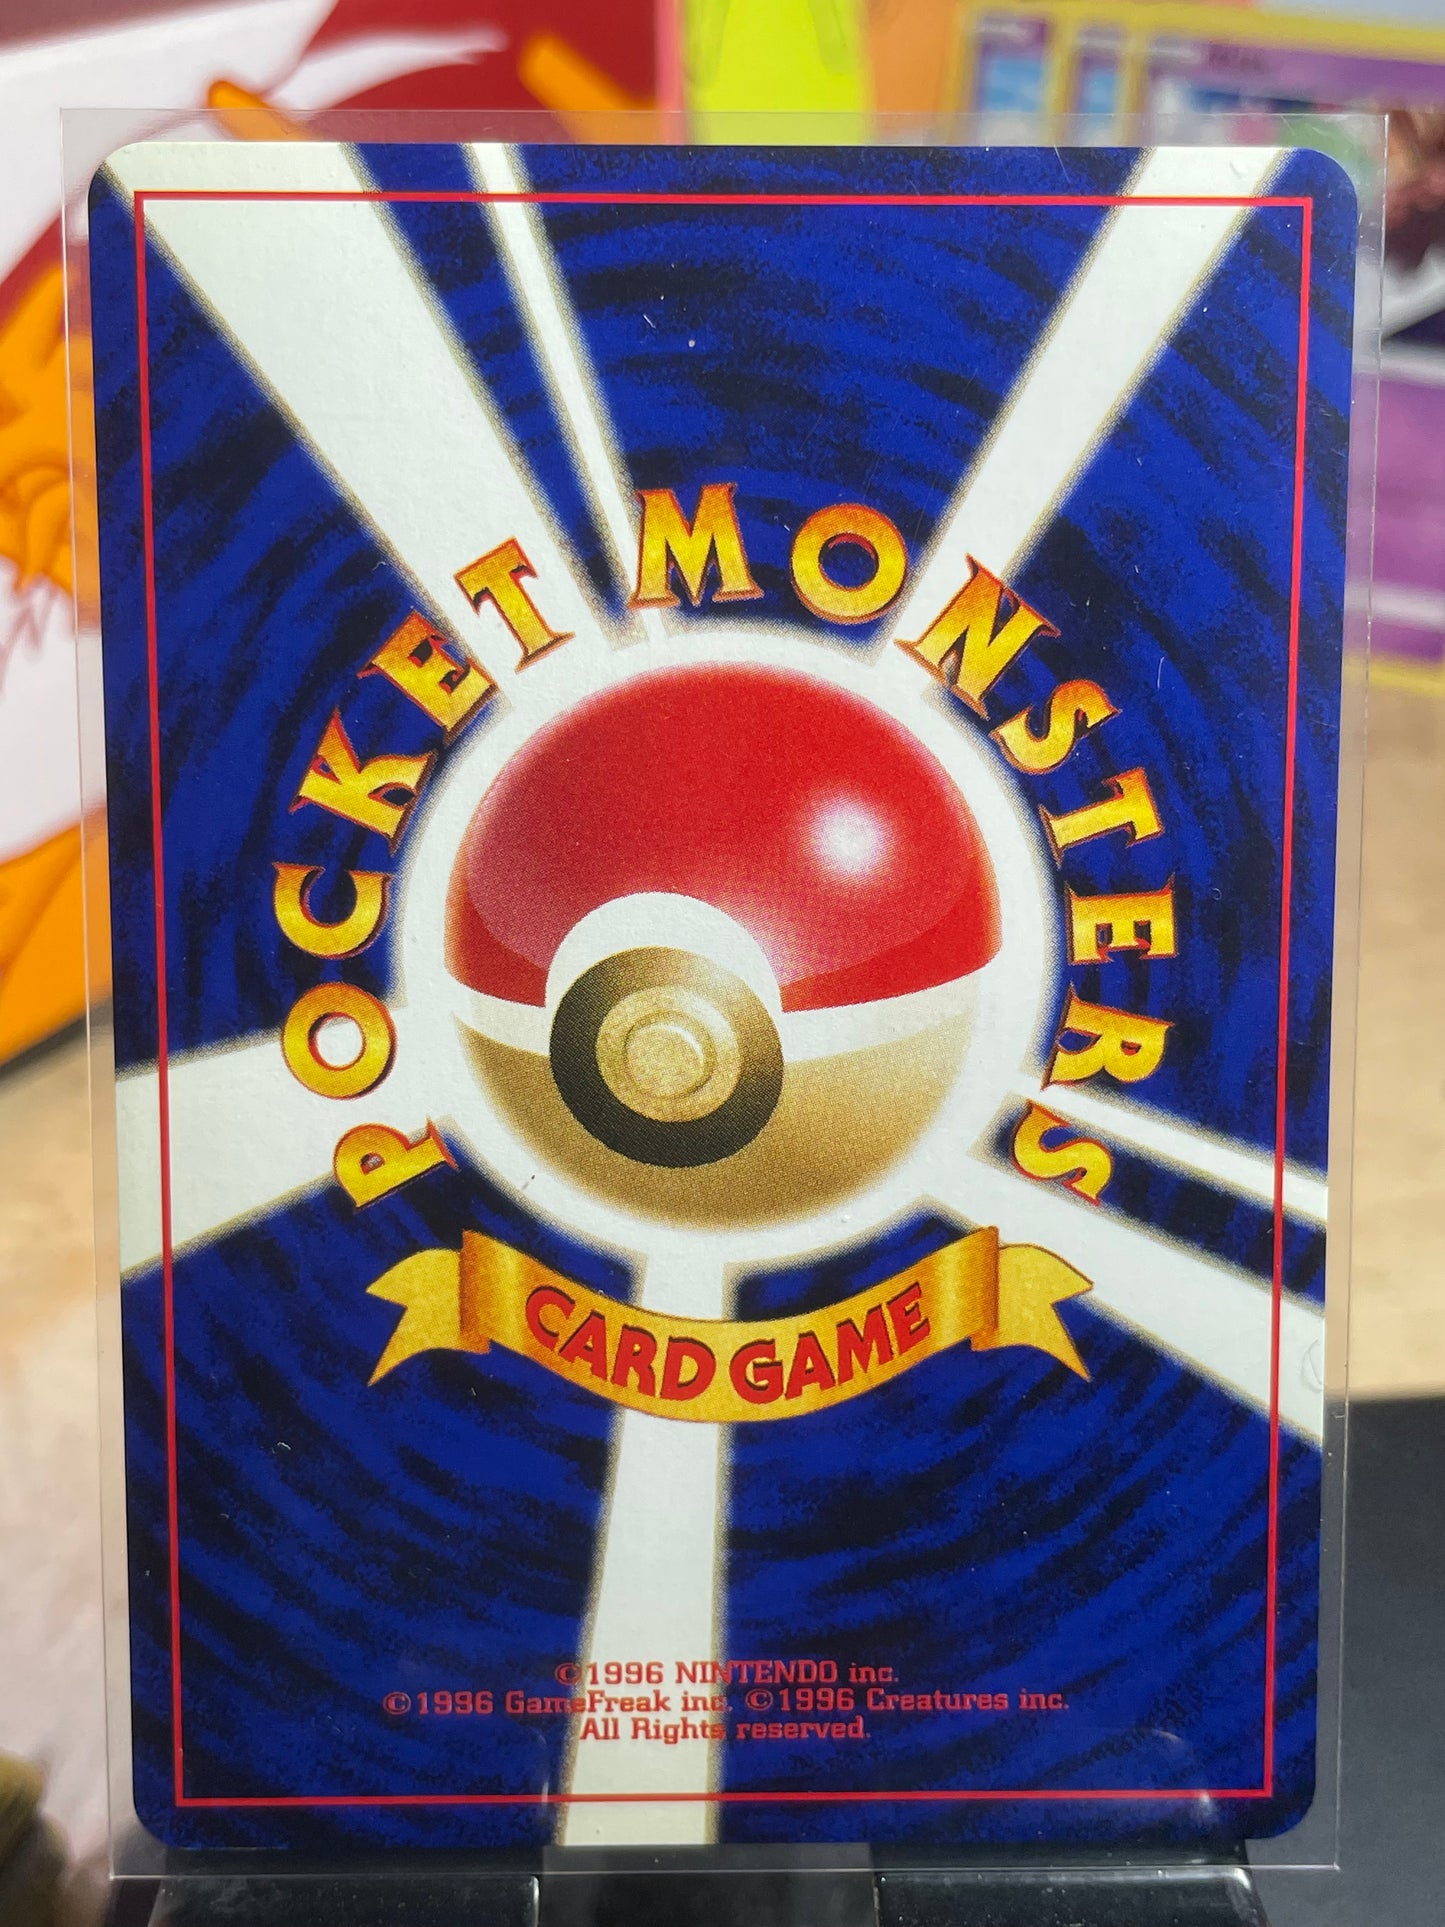 POCKET MONSTERS
CARD GAME
©1996 NINTENDO inc.
©1996 GameFreak inc. ©1996 Creatures inc.
All Rights reserved.